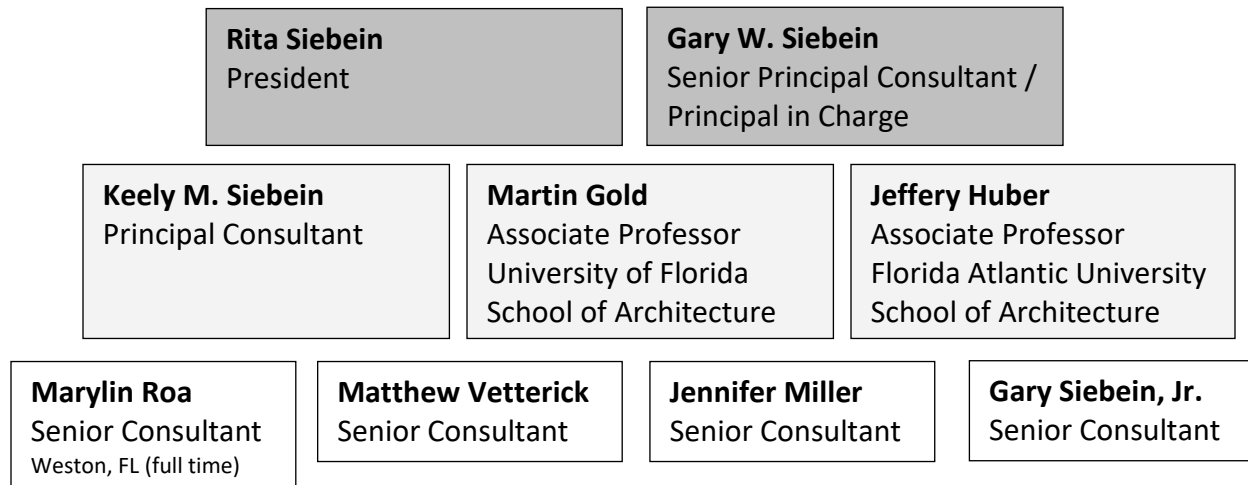 Rita Siebein
President
Gary W. Siebein
Senior Principal Consultant /
Principal in Charge
Keely M. Siebein
Principal Consultant
Martin Gold
Associate Professor
University of Florida
School of Architecture
Jeffery Huber
Associate Professor
Florida Atlantic University
School of Architecture
Marylin Roa
Senior Consultant
Weston, FL (full time)
Matthew Vetterick
Senior Consultant
Jennifer Miller
Senior Consultant
Gary Siebein, Jr.
Senior Consultant